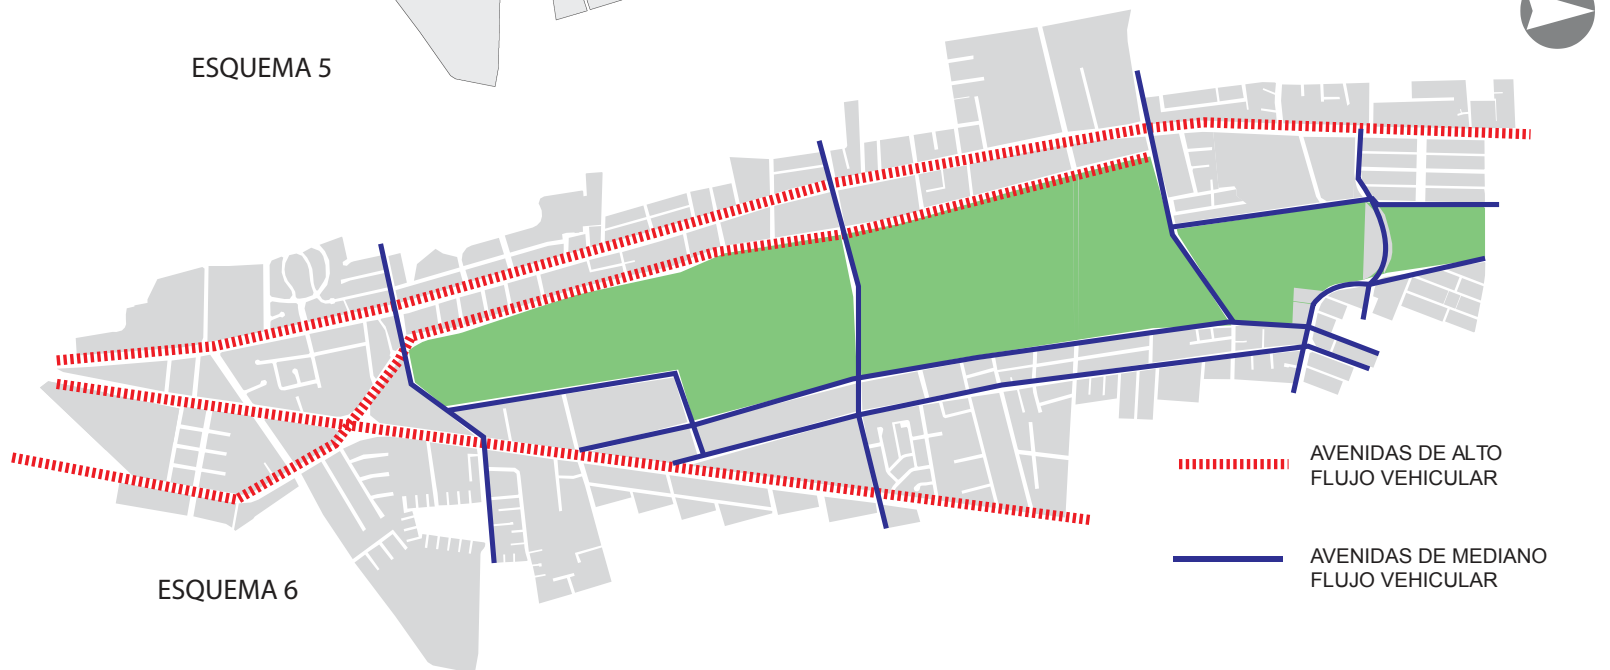 ESQUEMA 5
AVENIDAS DE ALTO
FLUJO VEHICULAR
AVENIDAS DE MEDIANO
FLUJO VEHICULAR
ESQUEMA 6